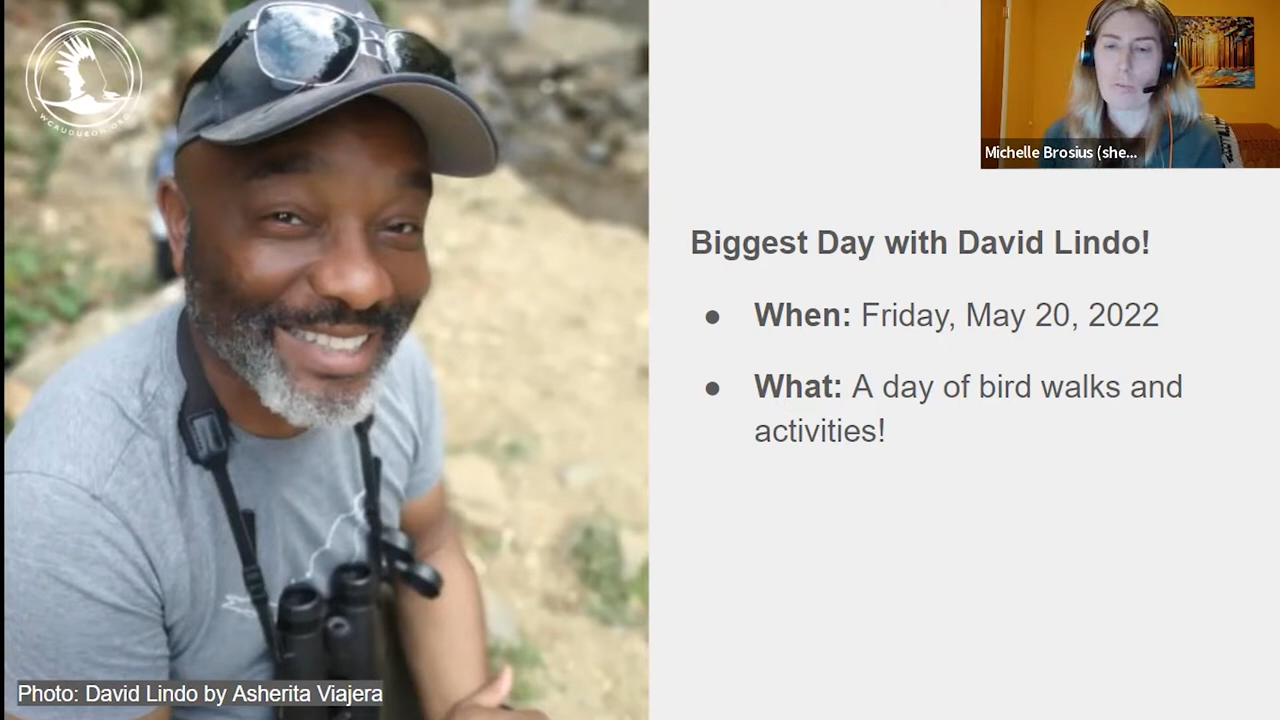 WCAUDUBON.ORG
Michelle Brosius (she...
Biggest Day with David Lindo!
● When: Friday, May 20, 2022
● What: A day of bird walks and
activities!
Photo: David Lindo by Asherita Viajera